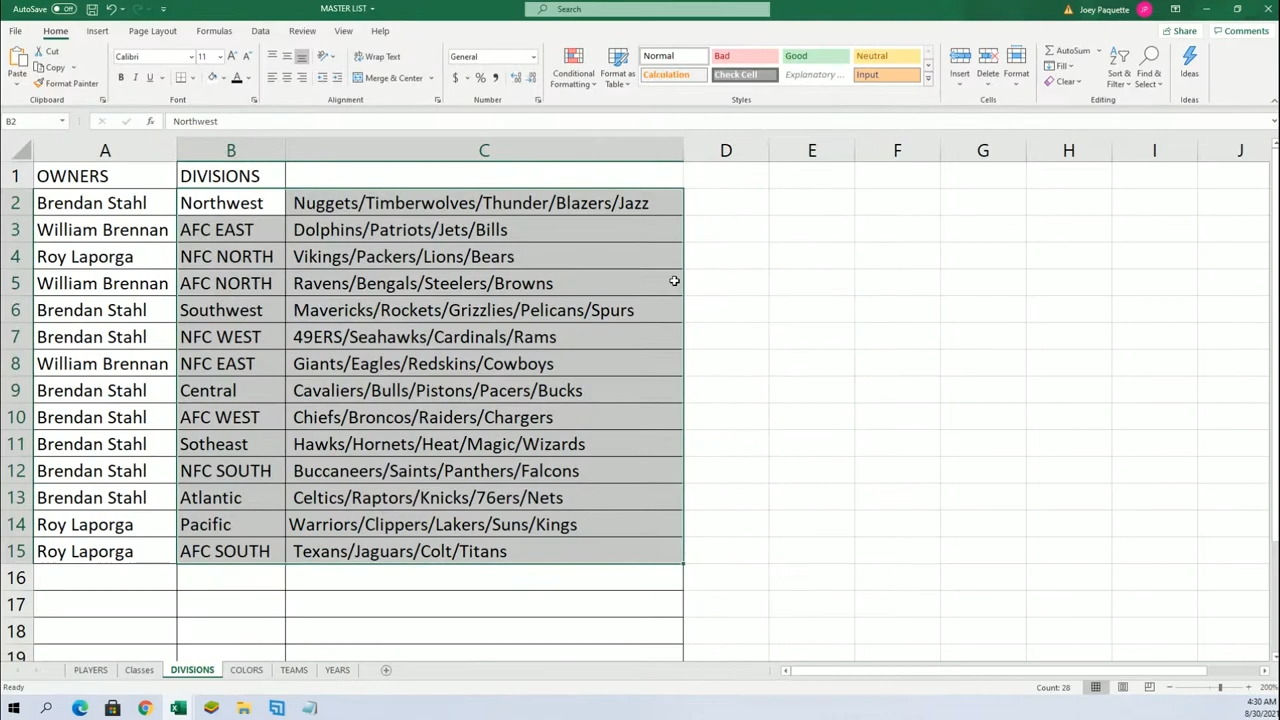 AutoSave Off MASTER LIST Search Joey Paquette JP
File Home Insert Page Layout Formulas Data Review View Help Share Comments
Paste Cut Copy Format Painter Clipboard
Calibri 11 A A B I U A Font
Wrap Text Merge & Center Alignment
General $ % , Number
Conditional Formatting Format as Table
Normal Bad Good Neutral
Calculation Check Cell Explanatory ... Input
Styles
Insert Delete Format Cells
AutoSum Fill Clear Sort & Filter Find & Select Editing
Ideas Ideas
B2 fx Northwest
A B C D E F G H I J
1 OWNERS DIVISIONS
2 Brendan Stahl Northwest Nuggets/Timberwolves/Thunder/Blazers/Jazz
3 William Brennan AFC EAST Dolphins/Patriots/Jets/Bills
4 Roy Laporga NFC NORTH Vikings/Packers/Lions/Bears
5 William Brennan AFC NORTH Ravens/Bengals/Steelers/Browns
6 Brendan Stahl Southwest Mavericks/Rockets/Grizzlies/Pelicans/Spurs
7 Brendan Stahl NFC WEST 49ERS/Seahawks/Cardinals/Rams
8 William Brennan NFC EAST Giants/Eagles/Redskins/Cowboys
9 Brendan Stahl Central Cavaliers/Bulls/Pistons/Pacers/Bucks
10 Brendan Stahl AFC WEST Chiefs/Broncos/Raiders/Chargers
11 Brendan Stahl Sotheast Hawks/Hornets/Heat/Magic/Wizards
12 Brendan Stahl NFC SOUTH Buccaneers/Saints/Panthers/Falcons
13 Brendan Stahl Atlantic Celtics/Raptors/Knicks/76ers/Nets
14 Roy Laporga Pacific Warriors/Clippers/Lakers/Suns/Kings
15 Roy Laporga AFC SOUTH Texans/Jaguars/Colt/Titans
16
17
18
19
PLAYERS Classes DIVISIONS COLORS TEAMS YEARS
Ready Count: 28 200%
4:30 AM
8/30/202